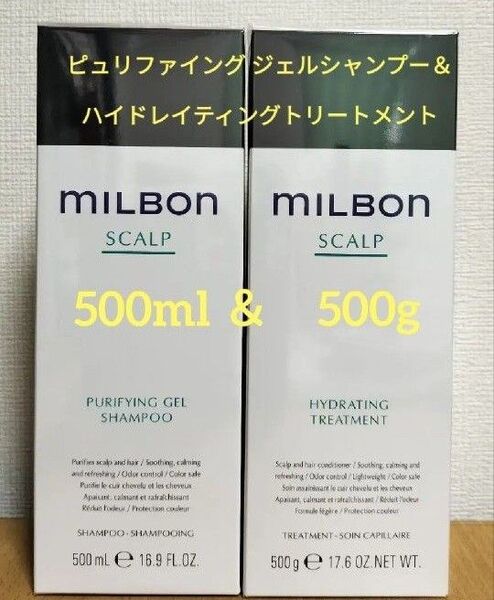 ピュリファイング ジェルシャンプー＆
ハイドレイティングトリートメント
MILBON
SCALP
500ml & 500g
PURIFYING GEL
SHAMPOO
Purifies scalp and hair / Soothing, calming
and refreshing / Odor control / Color safe
Purifie le cuir chevelu et les cheveux
Apaisant, calmant et rafraîchissant
Réduit l'odeur / Protection couleur
SHAMPOO・SHAMPOOING
500 mL ℮ 16.9 FL.OZ.
MILBON
SCALP
HYDRATING
TREATMENT
Scalp and hair conditioner / Soothing, calming and
refreshing / Odor control / Lightweight / Color safe
Soin assainissant le cuir chevelu et les cheveux
Apaisant, calmant et rafraîchissant / Réduit l'odeur
Formule légère / Protection couleur
TREATMENT・SOIN CAPILLAIRE
500 g ℮ 17.6 OZ.NET WT.